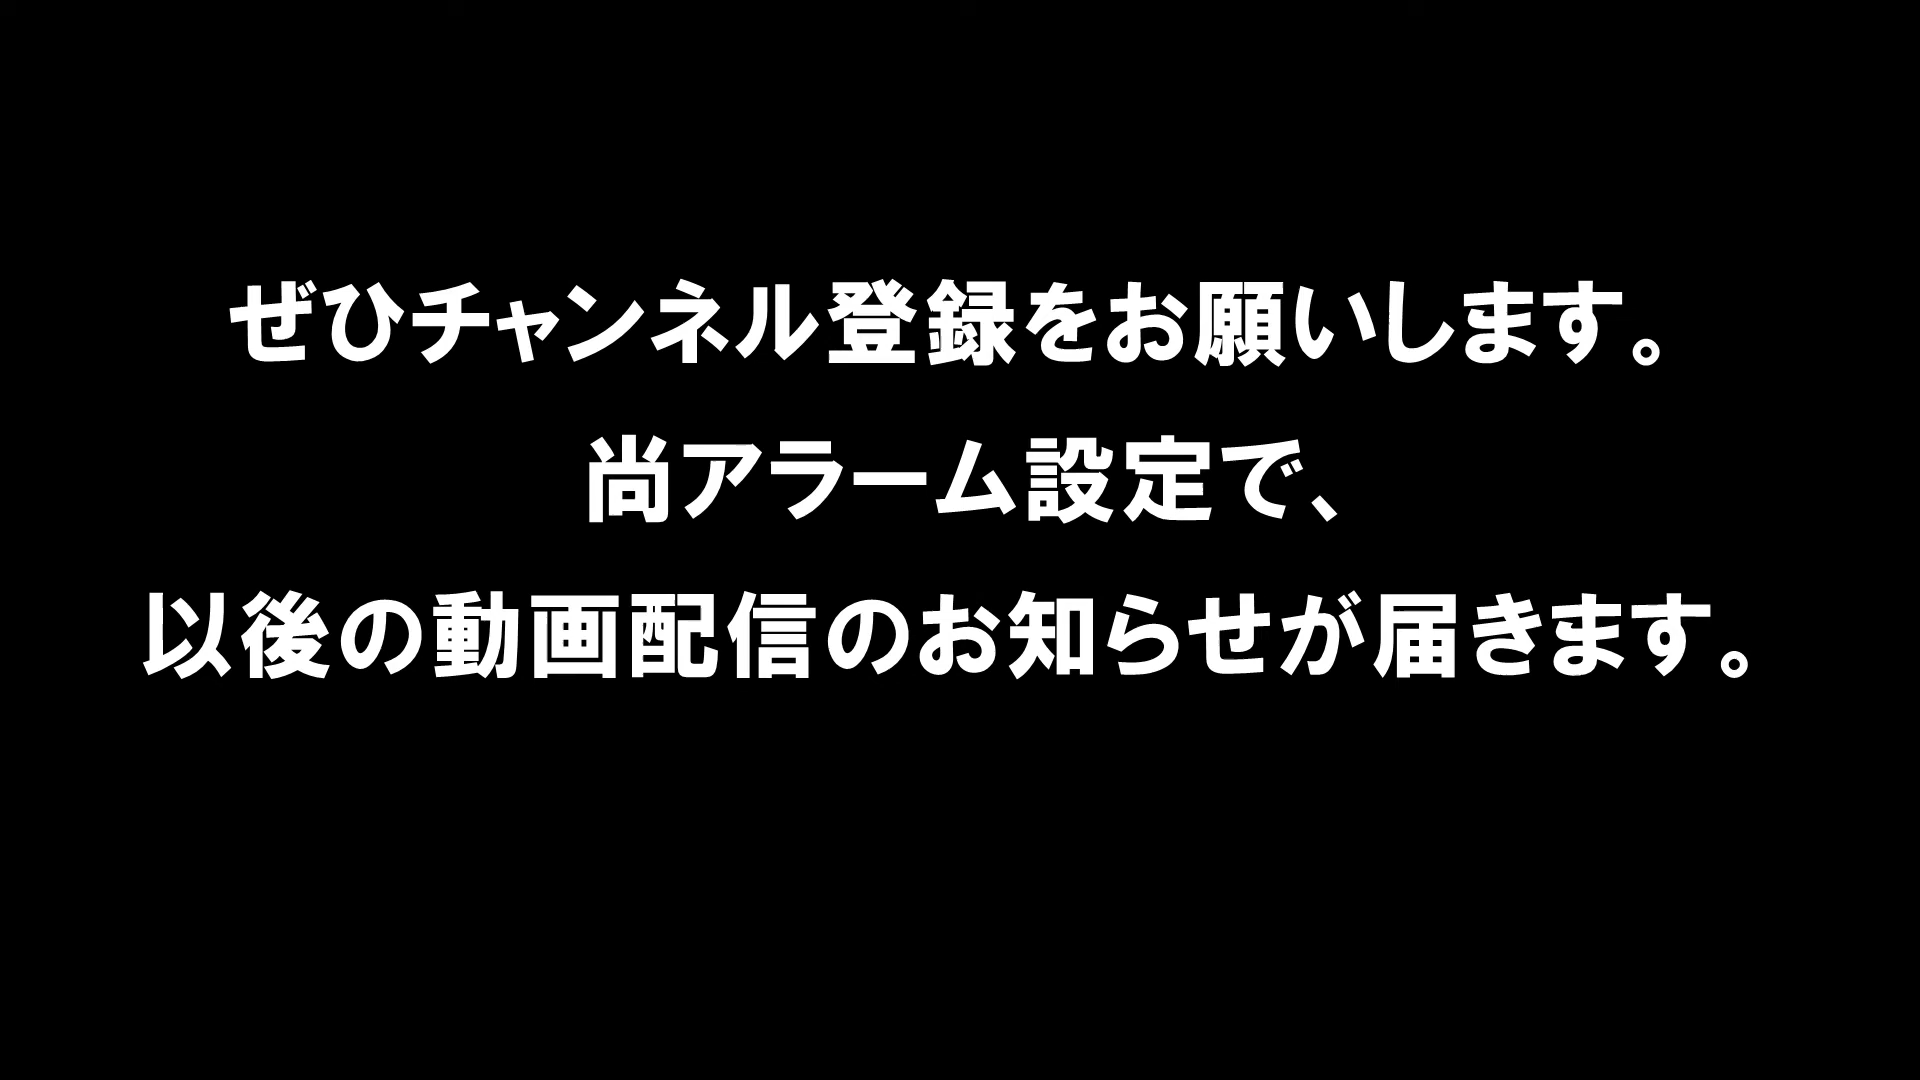 ぜひチャンネル登録をお願いします。
尚アラーム設定で、
以後の動画配信のお知らせが届きます。